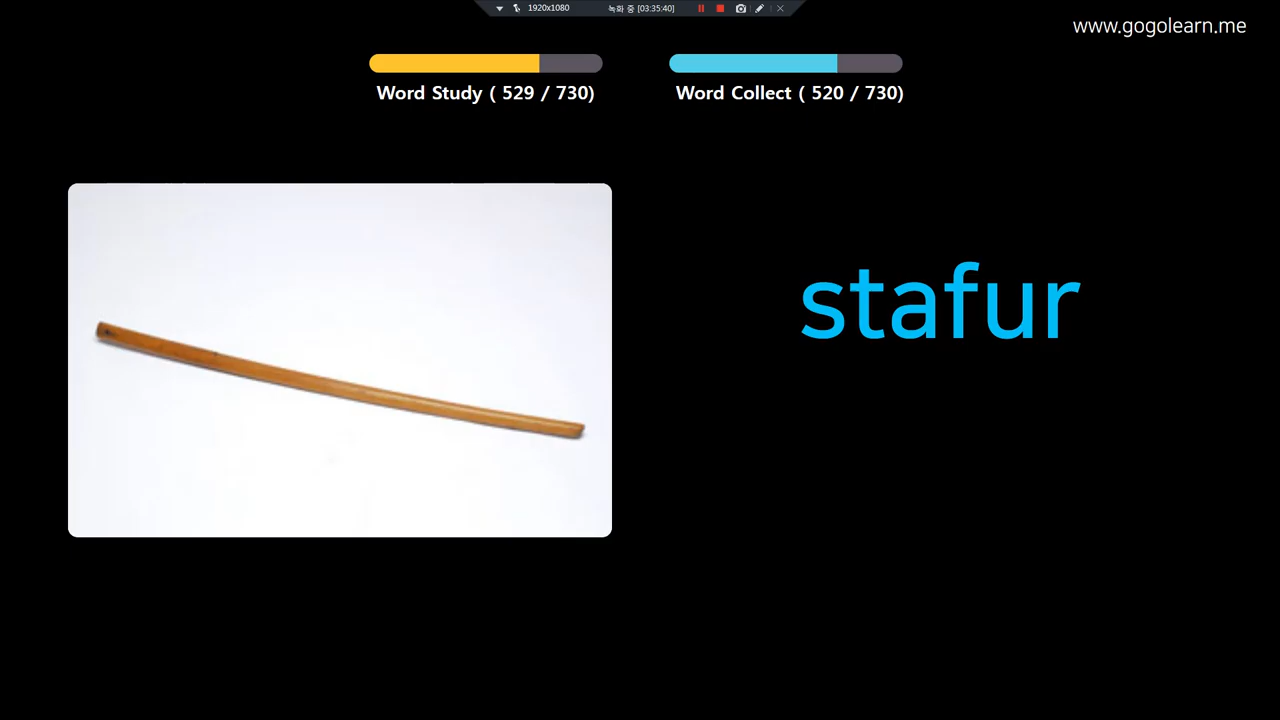 1920x1080
녹화 중 [03:35:40]
www.gogolearn.me
Word Study ( 529 / 730)
Word Collect ( 520 / 730)
stafur